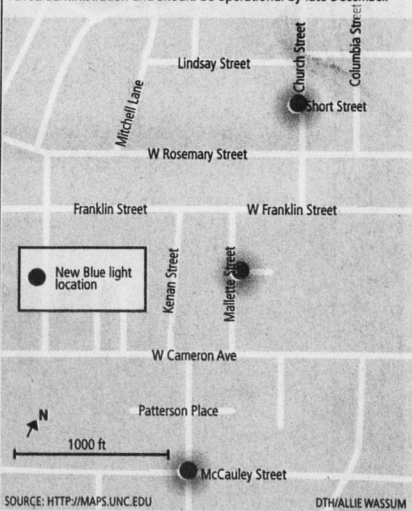 Lindsay Street
Church Street
Columbia Street
Short Street
Mitchell Lane
W Rosemary Street
Franklin Street
W Franklin Street
New Blue light
location
Kenan Street
Mallette Street
W Cameron Ave
Patterson Place
N
1000 ft
McCauley Street
SOURCE: HTTP://MAPS.UNC.EDU
DTH/ALLIE WASSUM